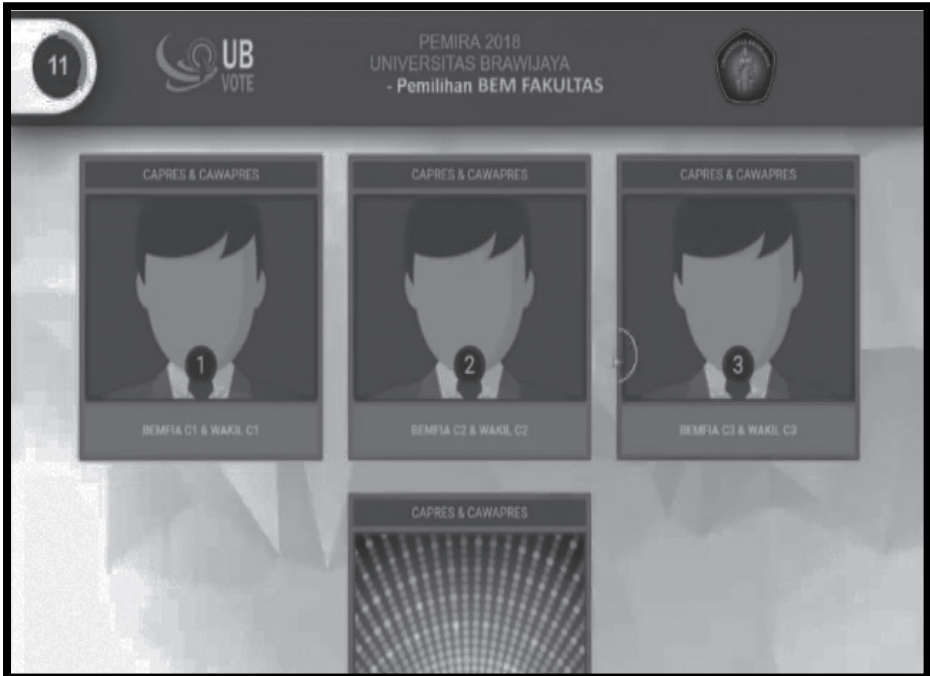 11
UB
VOTE
PEMIRA 2018
UNIVERSITAS BRAWIJAYA
- Pemilihan BEM FAKULTAS
CAPRES & CAWAPRES
1
BEMFIA C1 & WAKIL C1
CAPRES & CAWAPRES
2
BEMFIA C2 & WAKIL C2
CAPRES & CAWAPRES
3
BEMFIA C3 & WAKIL C3
CAPRES & CAWAPRES